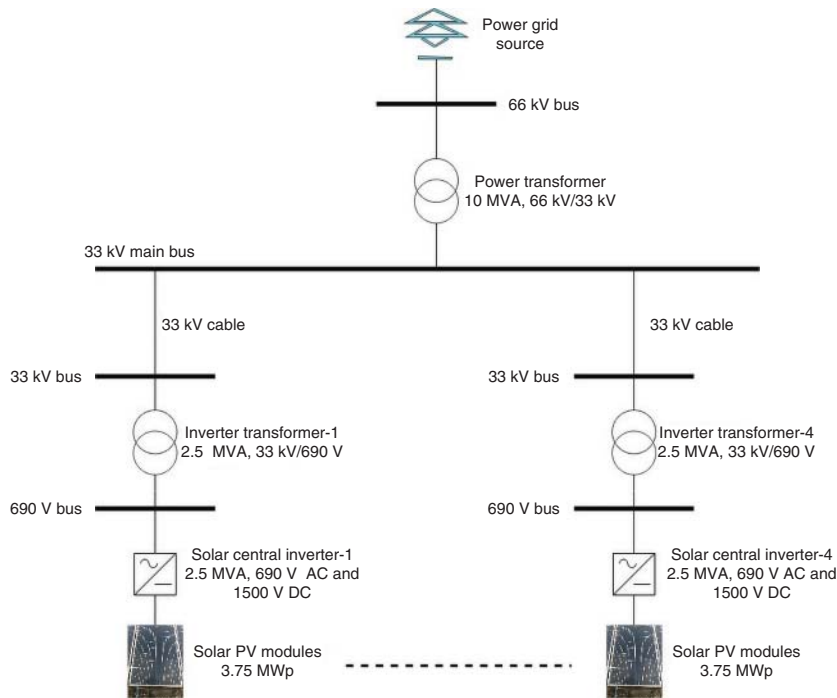 Power grid
source
66 kV bus
Power transformer
10 MVA, 66 kV/33 kV
33 kV main bus
33 kV cable
33 kV cable
33 kV bus
33 kV bus
Inverter transformer-1
2.5 MVA, 33 kV/690 V
Inverter transformer-4
2.5 MVA, 33 kV/690 V
690 V bus
690 V bus
Solar central inverter-1
2.5 MVA, 690 V AC and
1500 V DC
Solar central inverter-4
2.5 MVA, 690 V AC and
1500 V DC
Solar PV modules
3.75 MWp
Solar PV modules
3.75 MWp